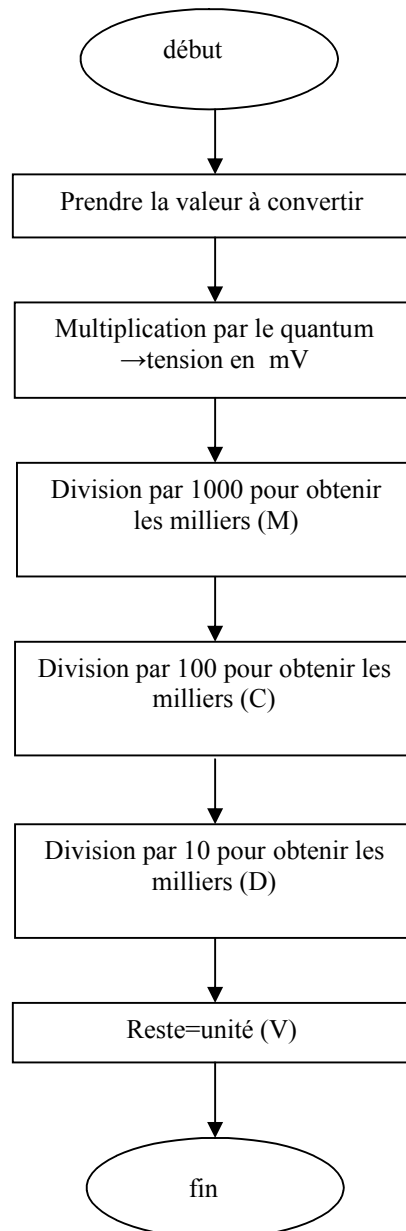 début
Prendre la valeur à convertir
Multiplication par le quantum
→tension en mV
Division par 1000 pour obtenir
les milliers (M)
Division par 100 pour obtenir les
milliers (C)
Division par 10 pour obtenir les
milliers (D)
Reste=unité (V)
fin